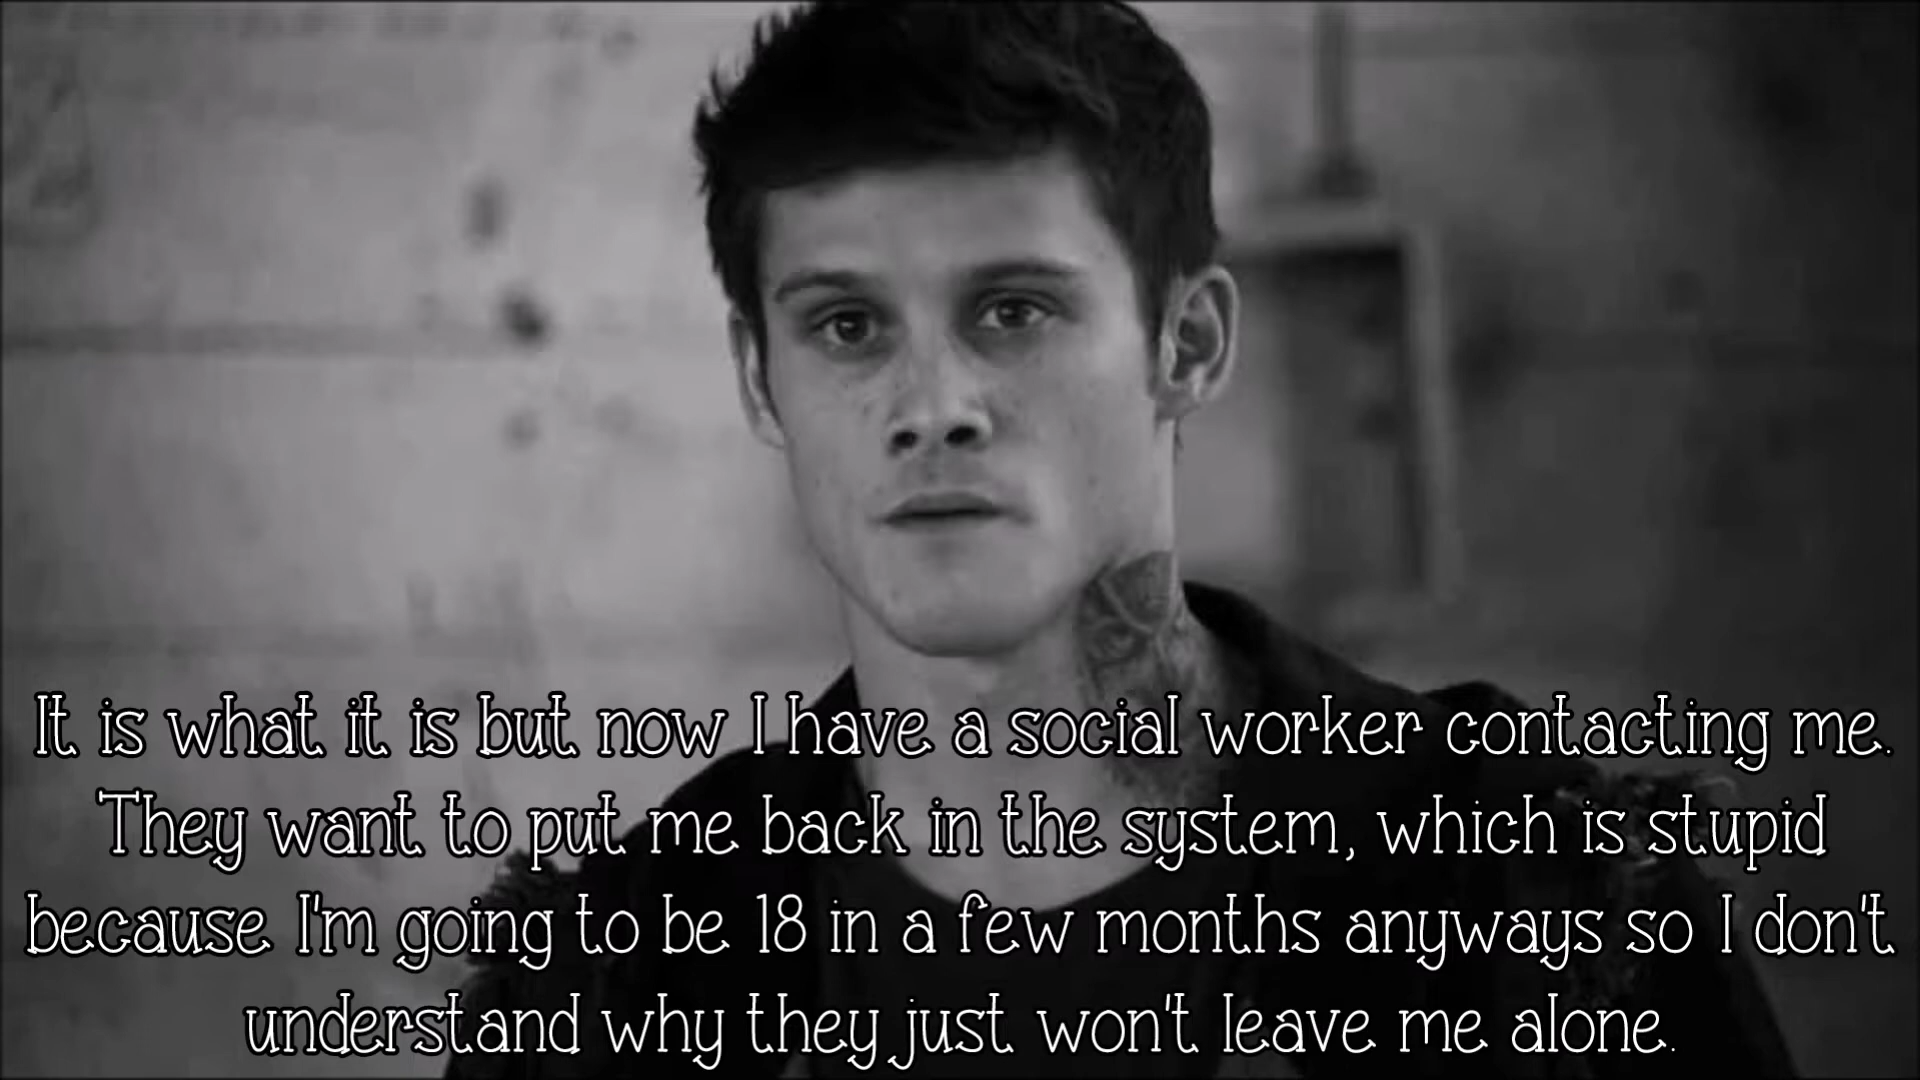 It is what it is but now I have a social worker contacting me.
They want to put me back in the system, which is stupid
because I'm going to be 18 in a few months anyways so I don't
understand why they just won't leave me alone.